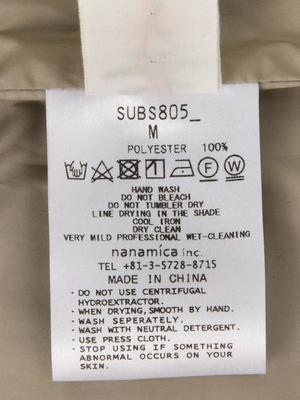 SUBS805_
M
POLYESTER 100%
HAND WASH
DO NOT BLEACH
DO NOT TUMBLER DRY
LINE DRYING IN THE SHADE
COOL IRON
DRY CLEAN
VERY MILD PROFESSIONAL WET-CLEANING
nanamica inc.
TEL +81-3-5728-8715
MADE IN CHINA
· DO NOT USE CENTRIFUGAL
HYDROEXTRACTOR.
· WHEN DRYING, SMOOTH BY HAND.
· WASH SEPERATELY.
· WASH WITH NEUTRAL DETERGENT.
· USE PRESS CLOTH.
· STOP USING IF SOMETHING
ABNORMAL OCCURS ON YOUR
SKIN.